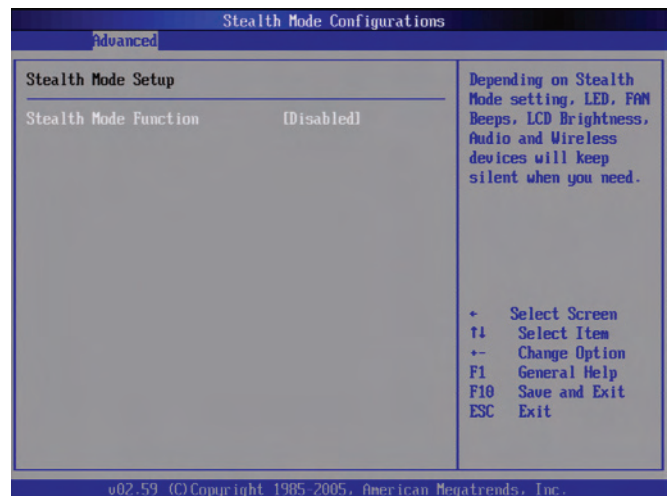 Stealth Mode Configurations
Advanced
Stealth Mode Setup
Stealth Mode Function [Disabled]
Depending on Stealth
Mode setting, LED, FAN
Beeps, LCD Brightness,
Audio and Wireless
devices will keep
silent when you need.
← Select Screen
↑↓ Select Item
+- Change Option
F1 General Help
F10 Save and Exit
ESC Exit
v02.59 (C)Copyright 1985-2005, American Megatrends, Inc.